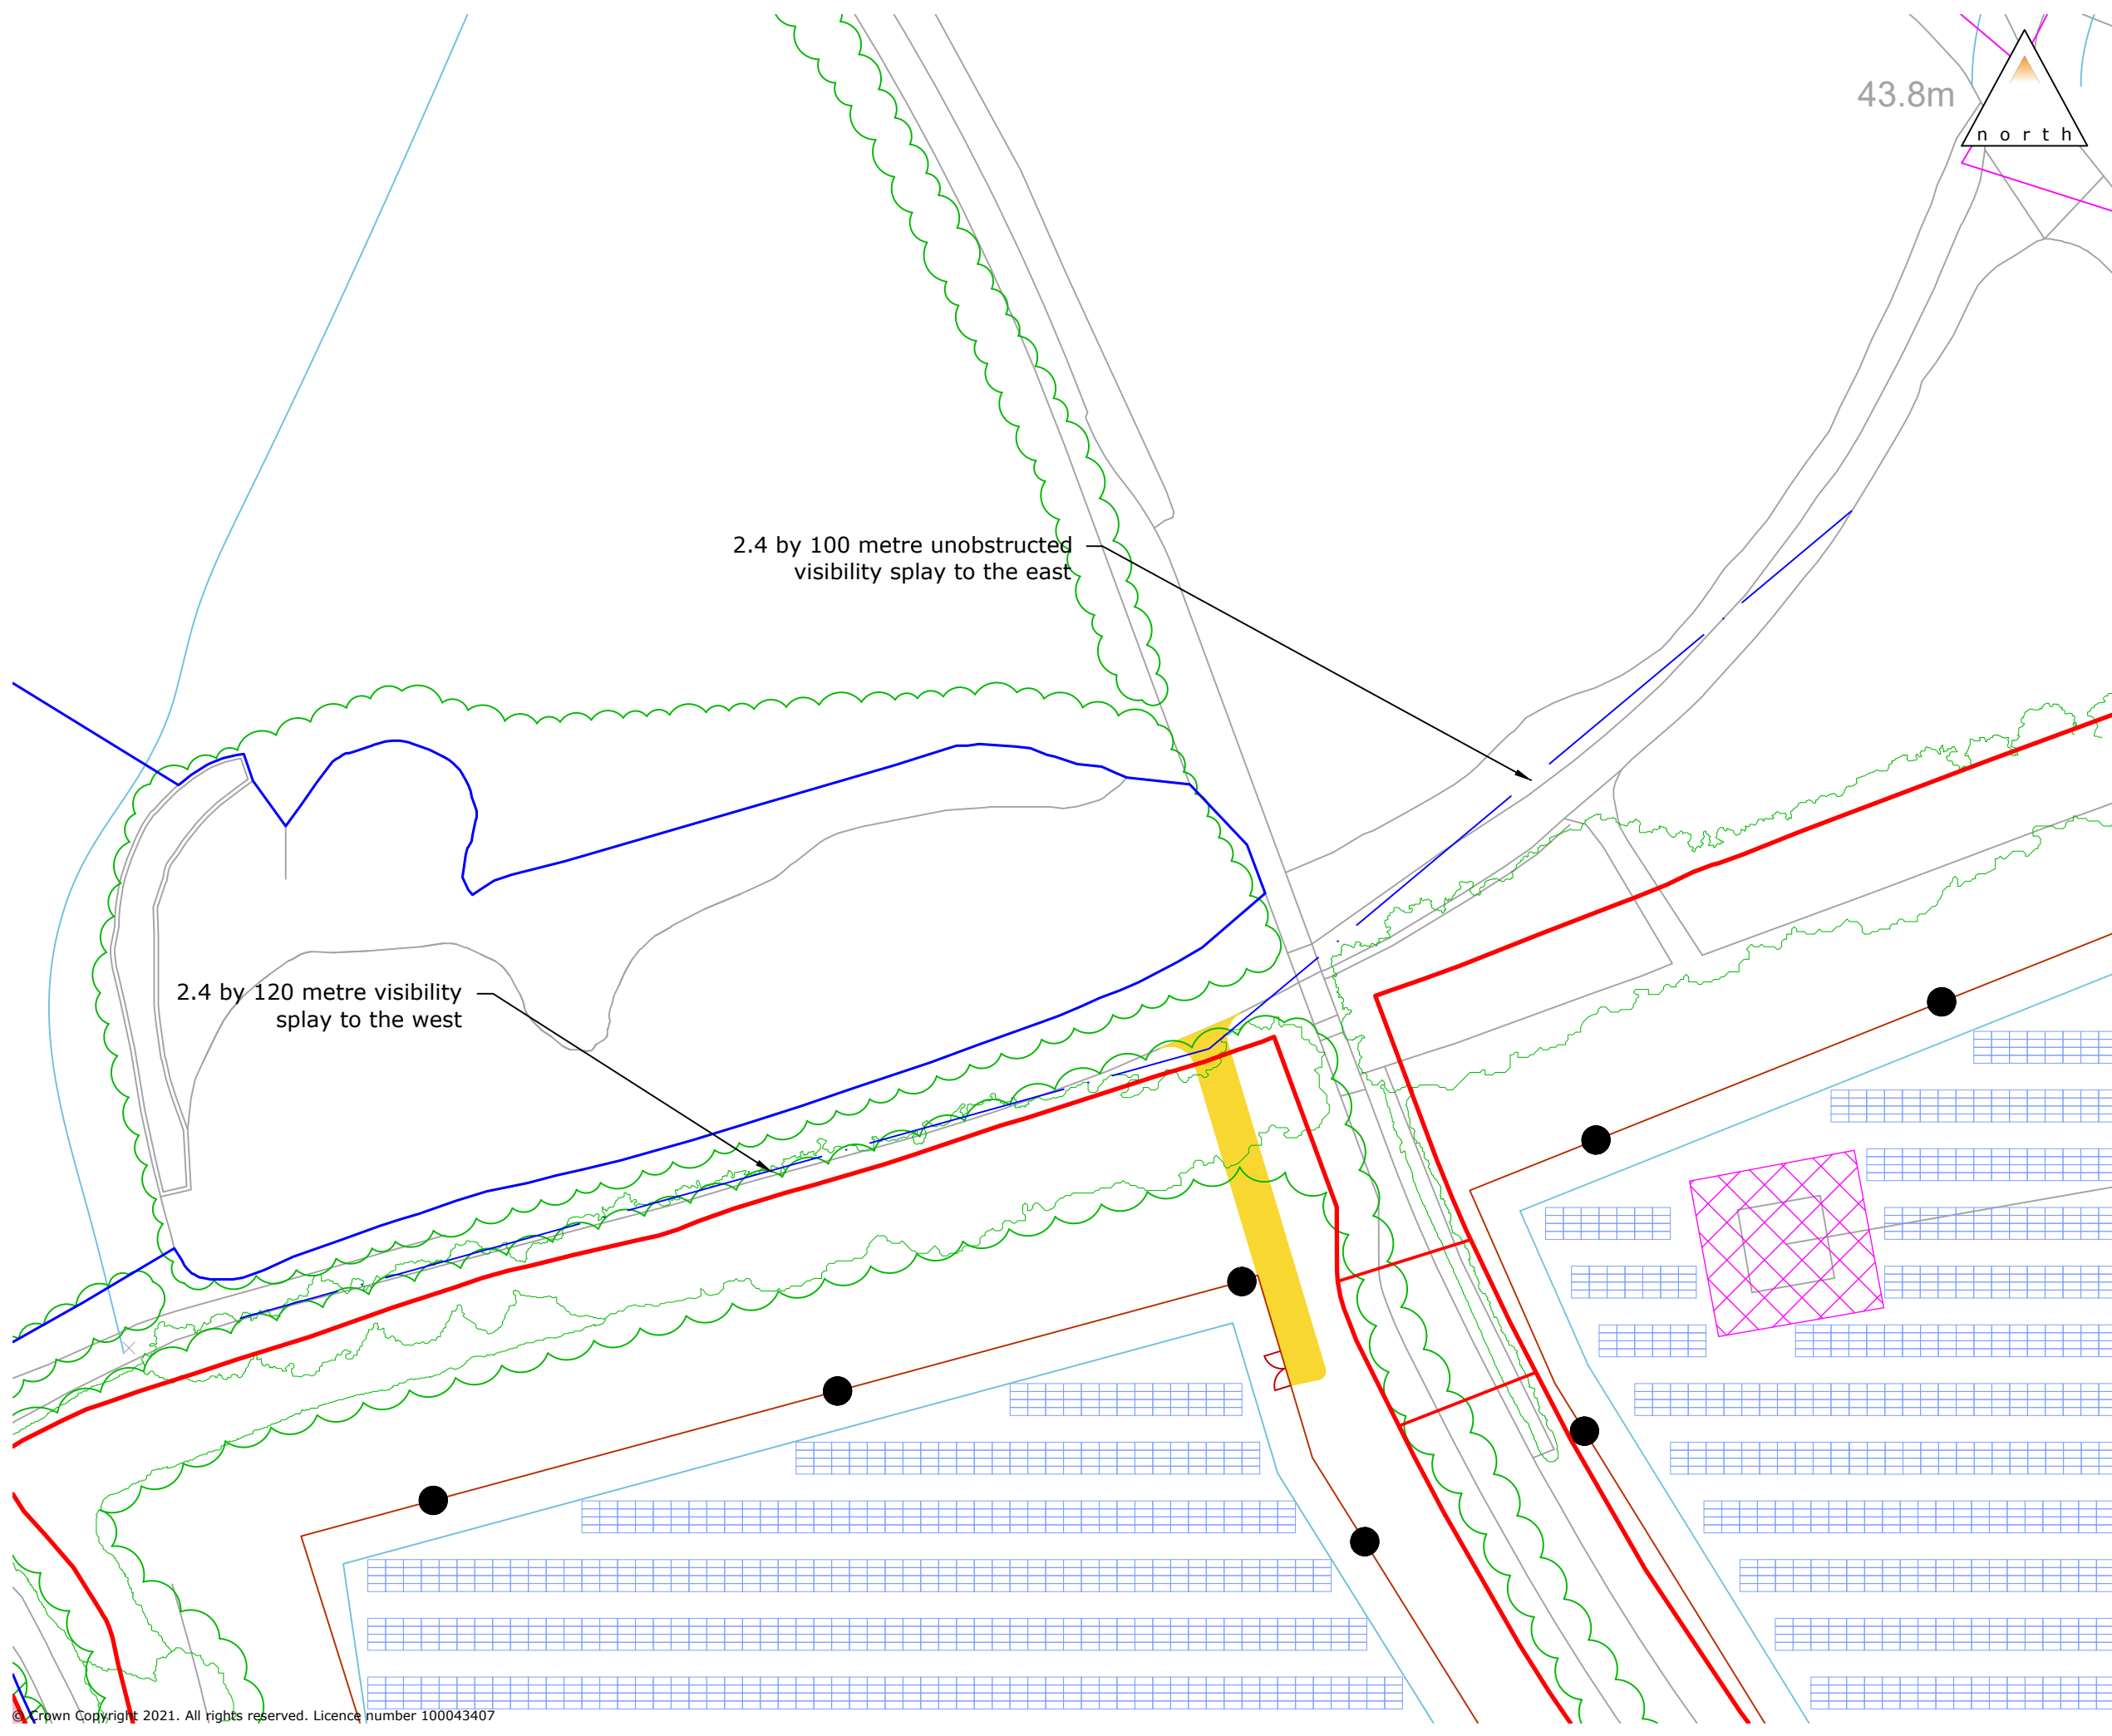 43.8m
n o r t h
2.4 by 100 metre unobstructed
visibility splay to the east
2.4 by 120 metre visibility
splay to the west
© Crown Copyright 2021. All rights reserved. Licence number 100043407